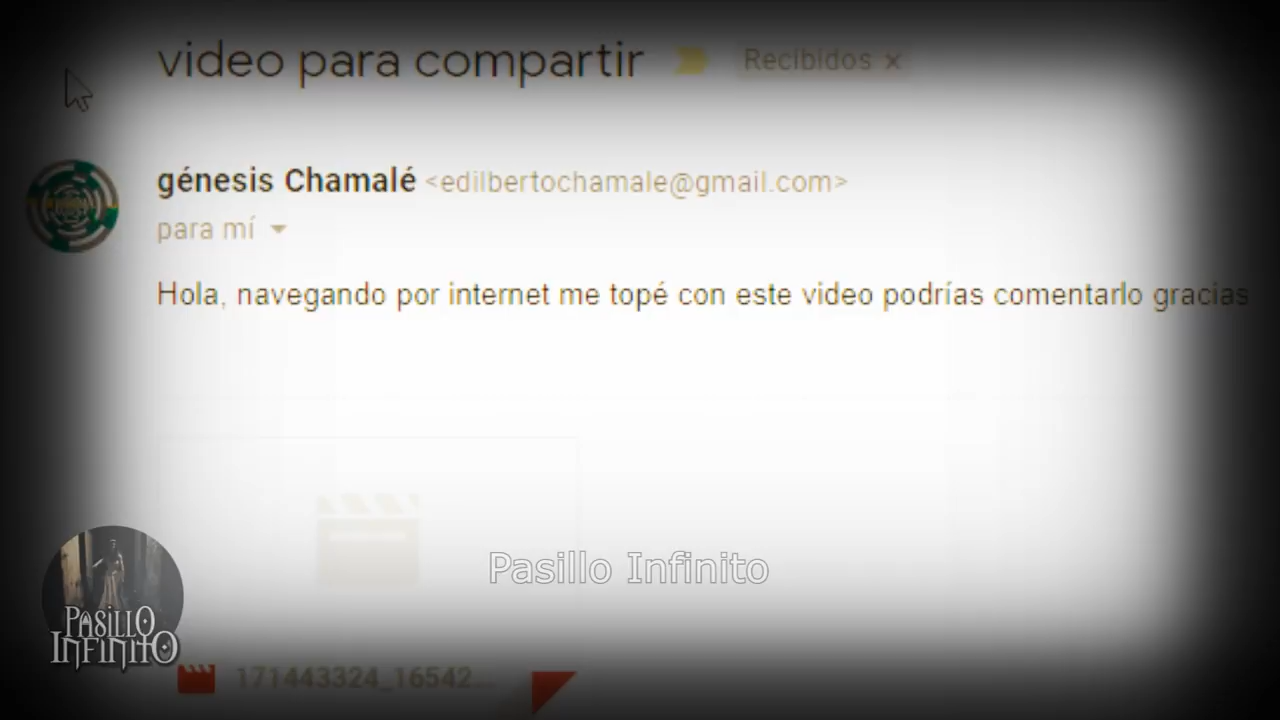 video para compartir Recibidos ×
génesis Chamalé <edilbertochamale@gmail.com>
para mí
Hola, navegando por internet me topé con este video podrías comentarlo gracias
Pasillo Infinito
PASILLO
INFINITO
171443324_16542...